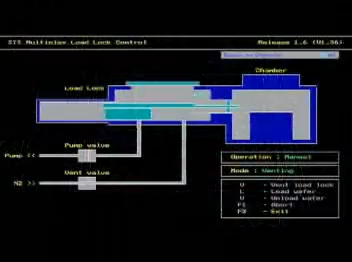 STS Multiplex Load Lock Control
Release 1.6 (V1.36)
Chamber
Load Lock
Pump valve
Pump <<
Vent valve
N2 >>
Operation : Manual
Mode : Venting
V - Vent load lock
L - Load wafer
U - Unload wafer
F1 - Abort
- Exit